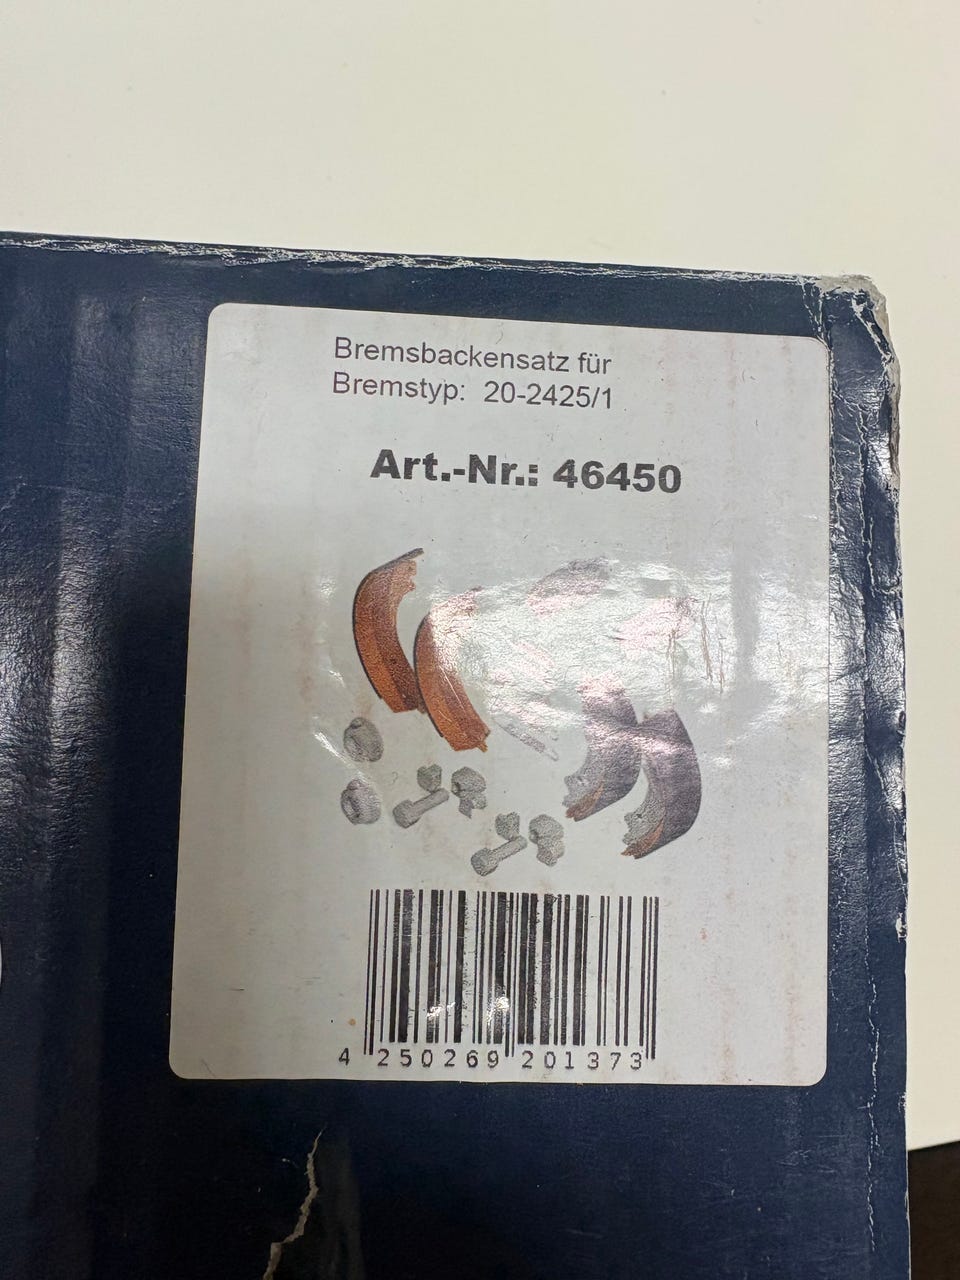 Bremsbackensatz für
Bremstyp: 20-2425/1
Art.-Nr.: 46450
4 250269 201373